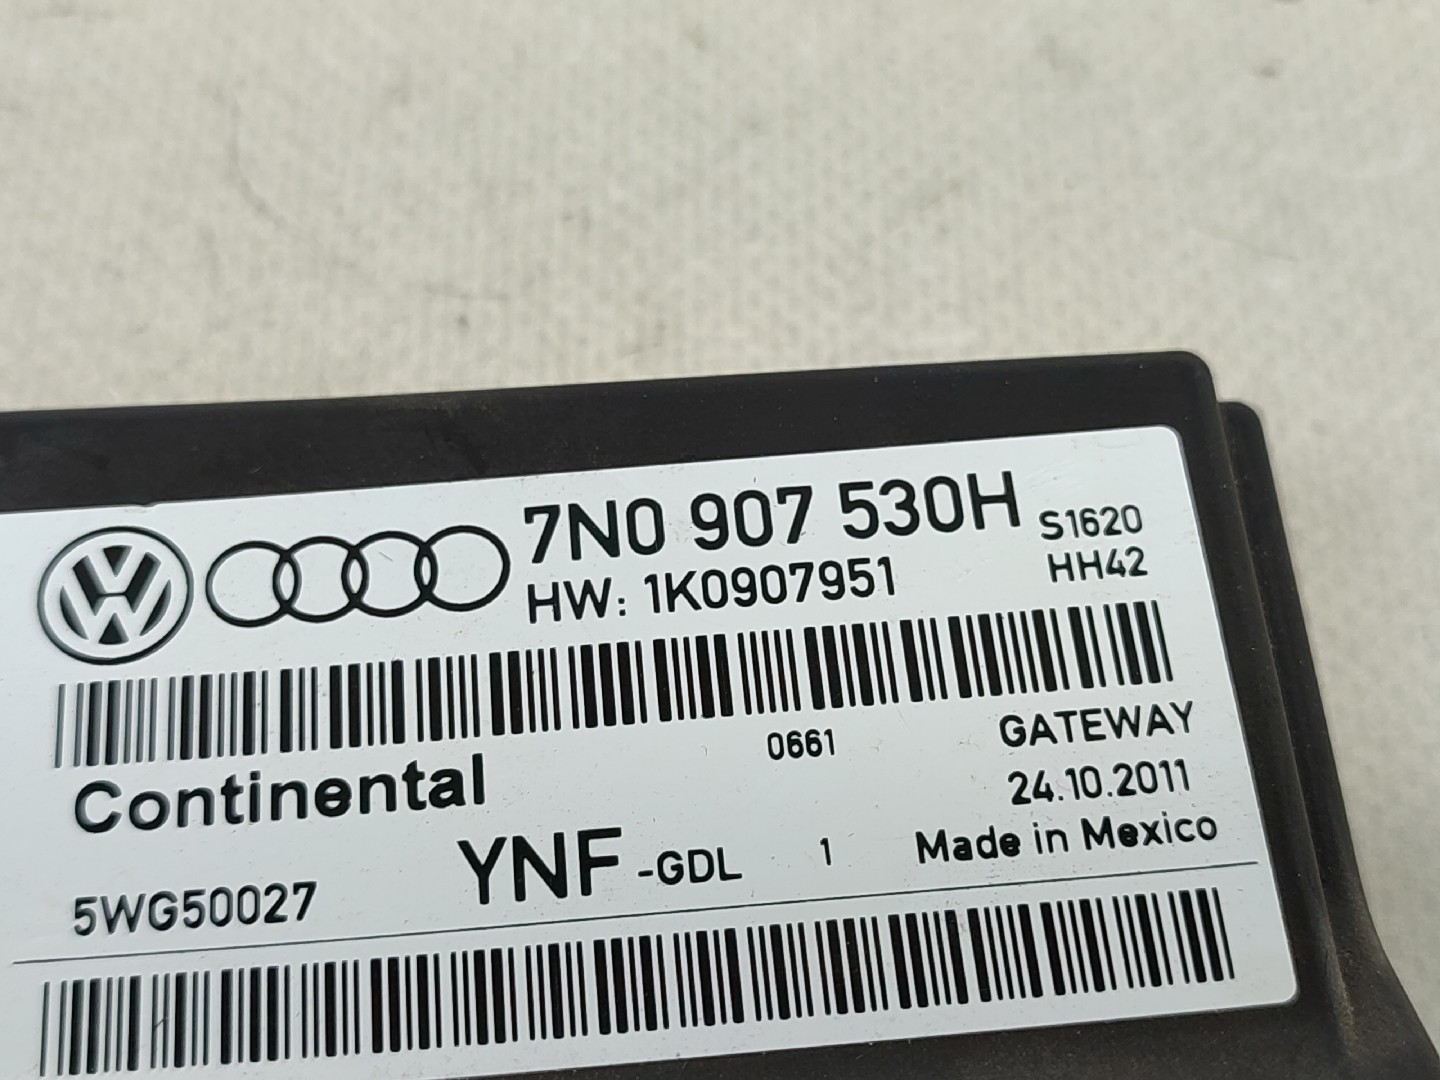 7N0 907 530H S1620
HW: 1K0907951 HH42
0661 GATEWAY
Continental 24.10.2011
YNF -GDL 1 Made in Mexico
5WG50027